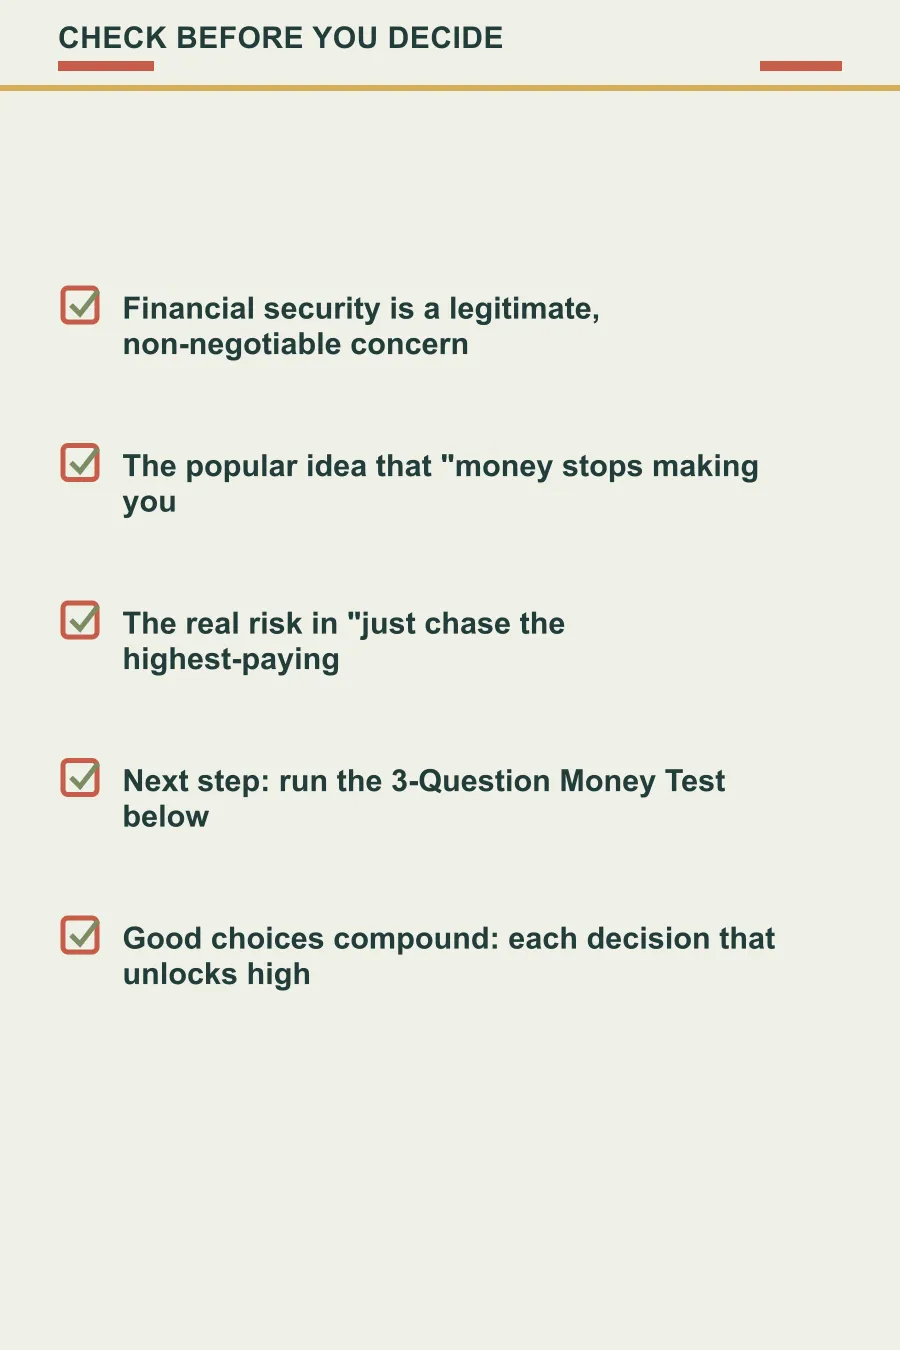 CHECK BEFORE YOU DECIDE
Financial security is a legitimate,
non-negotiable concern
The popular idea that "money stops making
you
The real risk in "just chase the
highest-paying
Next step: run the 3-Question Money Test
below
Good choices compound: each decision that
unlocks high